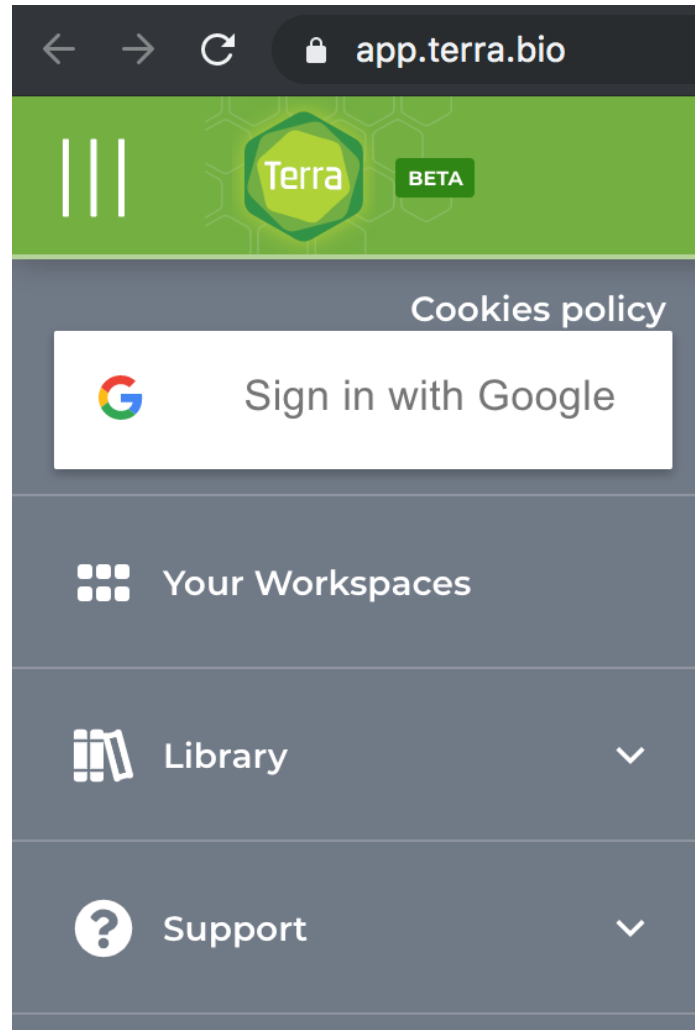 app.terra.bio
Terra BETA
Cookies policy
Sign in with Google
Your Workspaces
Library
Support